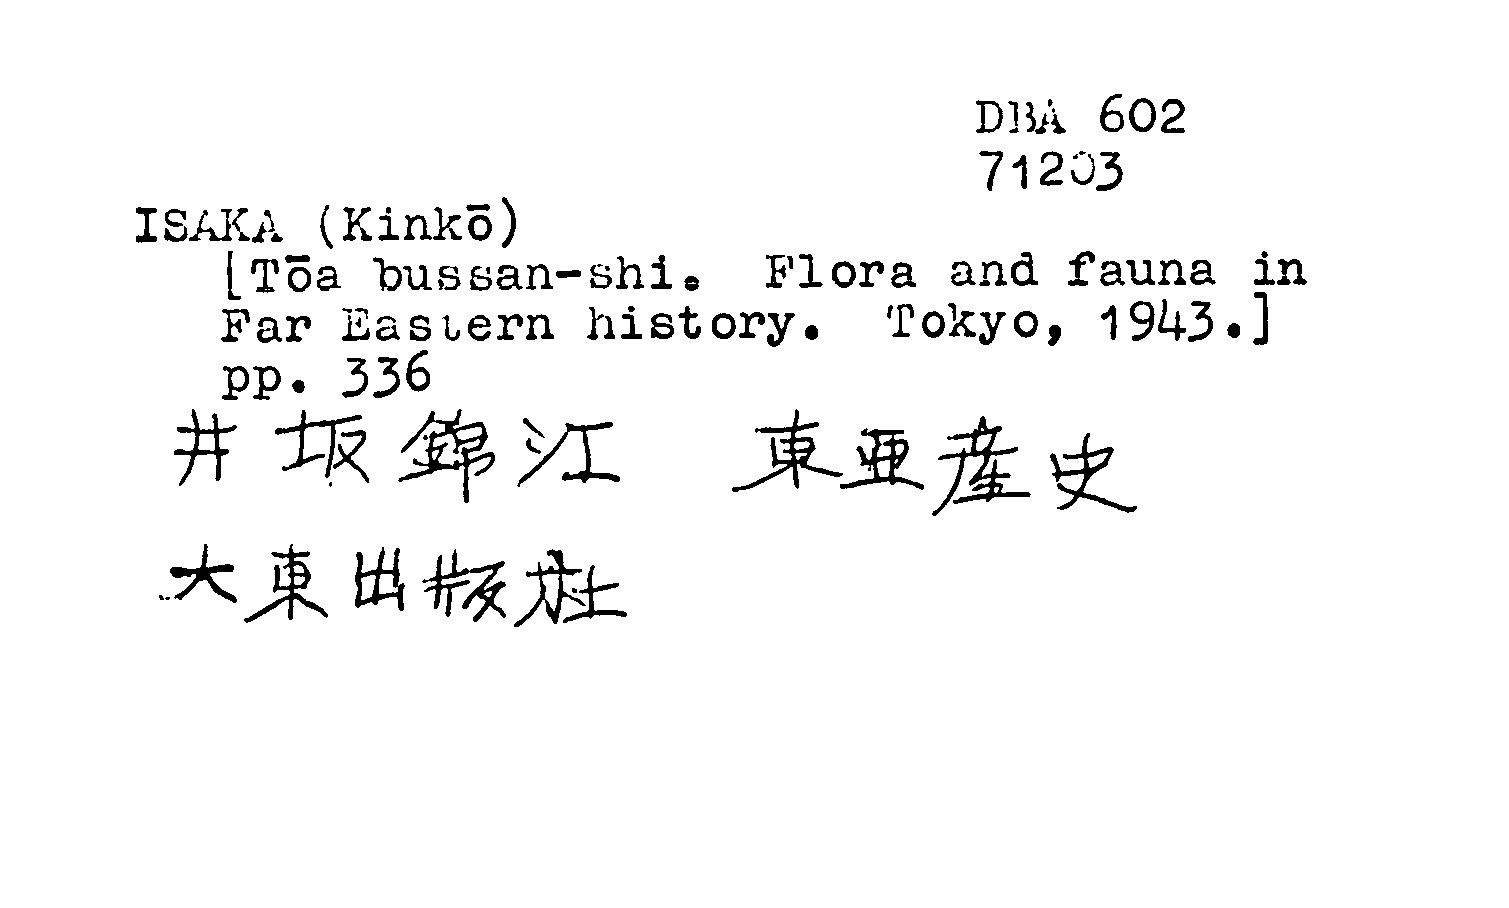 DBA 602
71203
ISAKA (Kinkō)
[Tōa bussan-shi. Flora and fauna in
Far Eastern history. Tokyo, 1943.]
pp. 336
井坂錦江 東亜産史
大東出版社